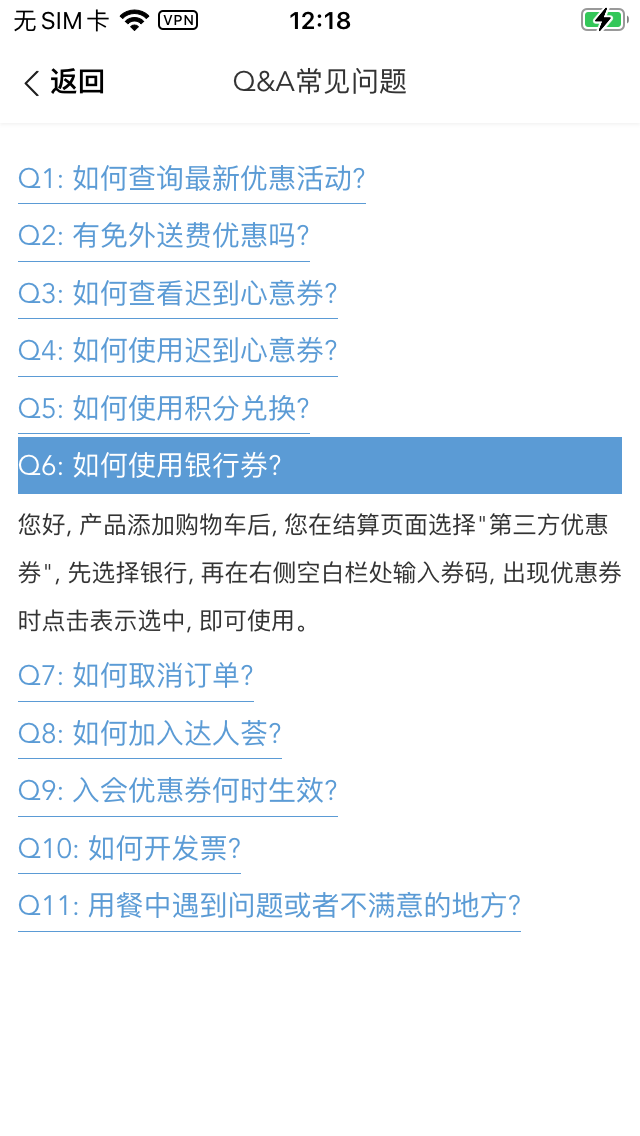 无SIM卡 VPN 12:18
返回 Q&A常见问题
Q1: 如何查询最新优惠活动?
Q2: 有免外送费优惠吗?
Q3: 如何查看迟到心意券?
Q4: 如何使用迟到心意券?
Q5: 如何使用积分兑换?
Q6: 如何使用银行券?
您好, 产品添加购物车后, 您在结算页面选择"第三方优惠
券", 先选择银行, 再在右侧空白栏处输入券码, 出现优惠券
时点击表示选中, 即可使用。
Q7: 如何取消订单?
Q8: 如何加入达人荟?
Q9: 入会优惠券何时生效?
Q10: 如何开发票?
Q11: 用餐中遇到问题或者不满意的地方?